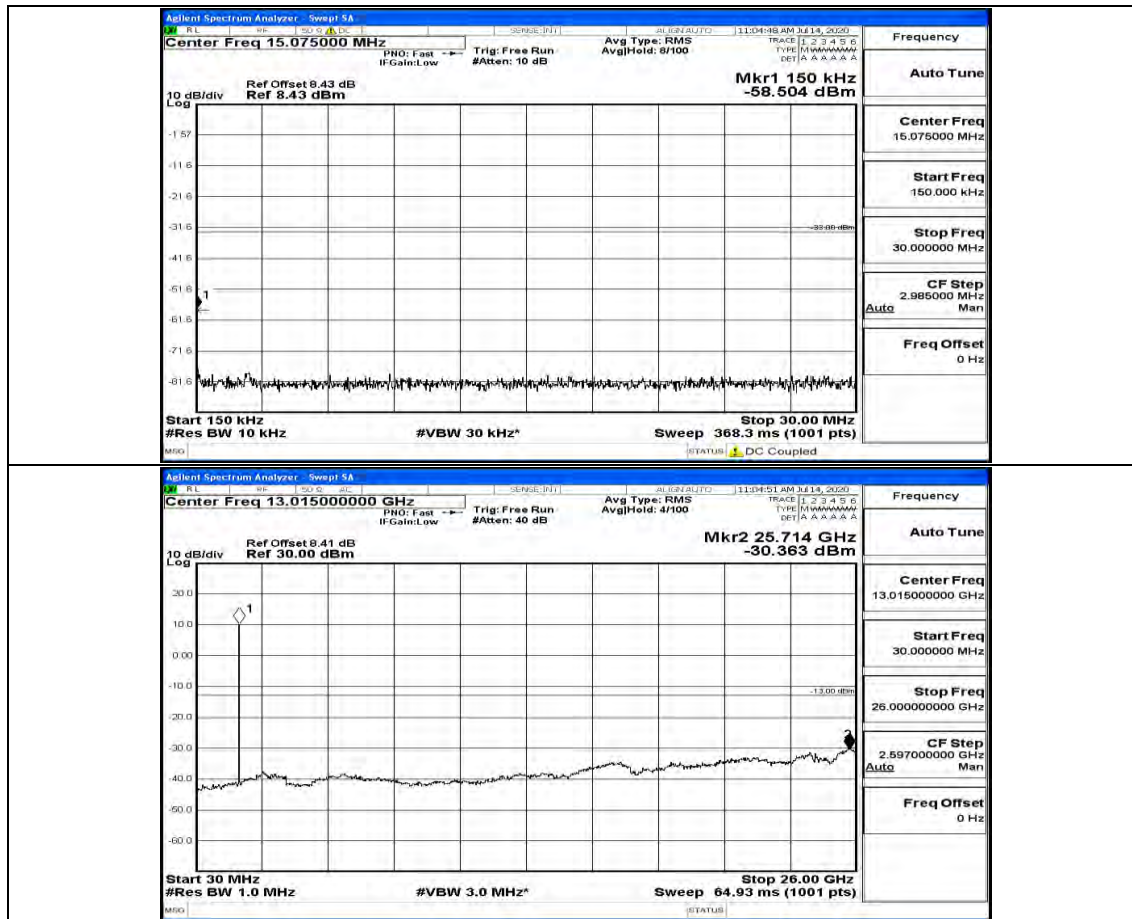 Agilent Spectrum Analyzer - Swept SA
RL RF 50 Ω DC SENSE:INT ALIGN AUTO 11:04:48 AM Jul 14, 2020
Center Freq 15.075000 MHz
PNO: Fast
IFGain:Low
Trig: Free Run
#Atten: 10 dB
Avg Type: RMS
Avg|Hold: 8/100
TRACE 1 2 3 4 5 6
TYPE MWWWWW
DET A A A A A A
Frequency
Ref Offset 8.43 dB
10 dB/div Ref 8.43 dBm
Log
Mkr1 150 kHz
-58.504 dBm
Auto Tune
-1.57
-11.6
-21.6
-31.6
-41.6
-51.6
-61.6
-71.6
-81.6
-33.00 dBm
1
Center Freq
15.075000 MHz
Start Freq
150.000 kHz
Stop Freq
30.000000 MHz
CF Step
2.985000 MHz
Auto Man
Freq Offset
0 Hz
Start 150 kHz Stop 30.00 MHz
#Res BW 10 kHz #VBW 30 kHz* Sweep 368.3 ms (1001 pts)
MSG STATUS DC Coupled
Agilent Spectrum Analyzer - Swept SA
RL RF 50 Ω AC SENSE:INT ALIGN AUTO 11:04:51 AM Jul 14, 2020
Center Freq 13.015000000 GHz
PNO: Fast
IFGain:Low
Trig: Free Run
#Atten: 40 dB
Avg Type: RMS
Avg|Hold: 4/100
TRACE 1 2 3 4 5 6
TYPE MWWWWW
DET A A A A A A
Frequency
Ref Offset 8.41 dB
10 dB/div Ref 30.00 dBm
Log
Mkr2 25.714 GHz
-30.363 dBm
Auto Tune
20.0
10.0
0.00
-10.0
-20.0
-30.0
-40.0
-50.0
-60.0
1
-13.00 dBm
2
Center Freq
13.015000000 GHz
Start Freq
30.000000 MHz
Stop Freq
26.000000000 GHz
CF Step
2.597000000 GHz
Auto Man
Freq Offset
0 Hz
Start 30 MHz Stop 26.00 GHz
#Res BW 1.0 MHz #VBW 3.0 MHz* Sweep 64.93 ms (1001 pts)
MSG STATUS